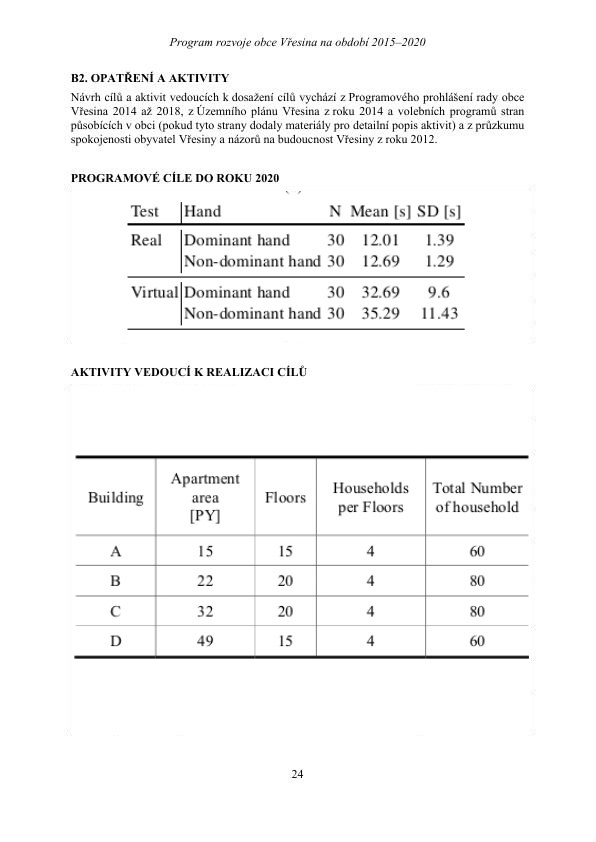 Program rozvoje obce Vřesina na období 2015–2020
B2. OPATŘENÍ A AKTIVITY
Návrh cílů a aktivit vedoucích k dosažení cílů vychází z Programového prohlášení rady obce
Vřesina 2014 až 2018, z Územního plánu Vřesina z roku 2014 a volebních programů stran
působících v obci (pokud tyto strany dodaly materiály pro detailní popis aktivit) a z průzkumu
spokojenosti obyvatel Vřesiny a názorů na budoucnost Vřesiny z roku 2012.
PROGRAMOVÉ CÍLE DO ROKU 2020
Test Hand N Mean [s] SD [s]
Real Dominant hand 30 12.01 1.39
Non-dominant hand 30 12.69 1.29
Virtual Dominant hand 30 32.69 9.6
Non-dominant hand 30 35.29 11.43
AKTIVITY VEDOUCÍ K REALIZACI CÍLŮ
Building Apartment area [PY] Floors Households per Floors Total Number of household
A 15 15 4 60
B 22 20 4 80
C 32 20 4 80
D 49 15 4 60
24